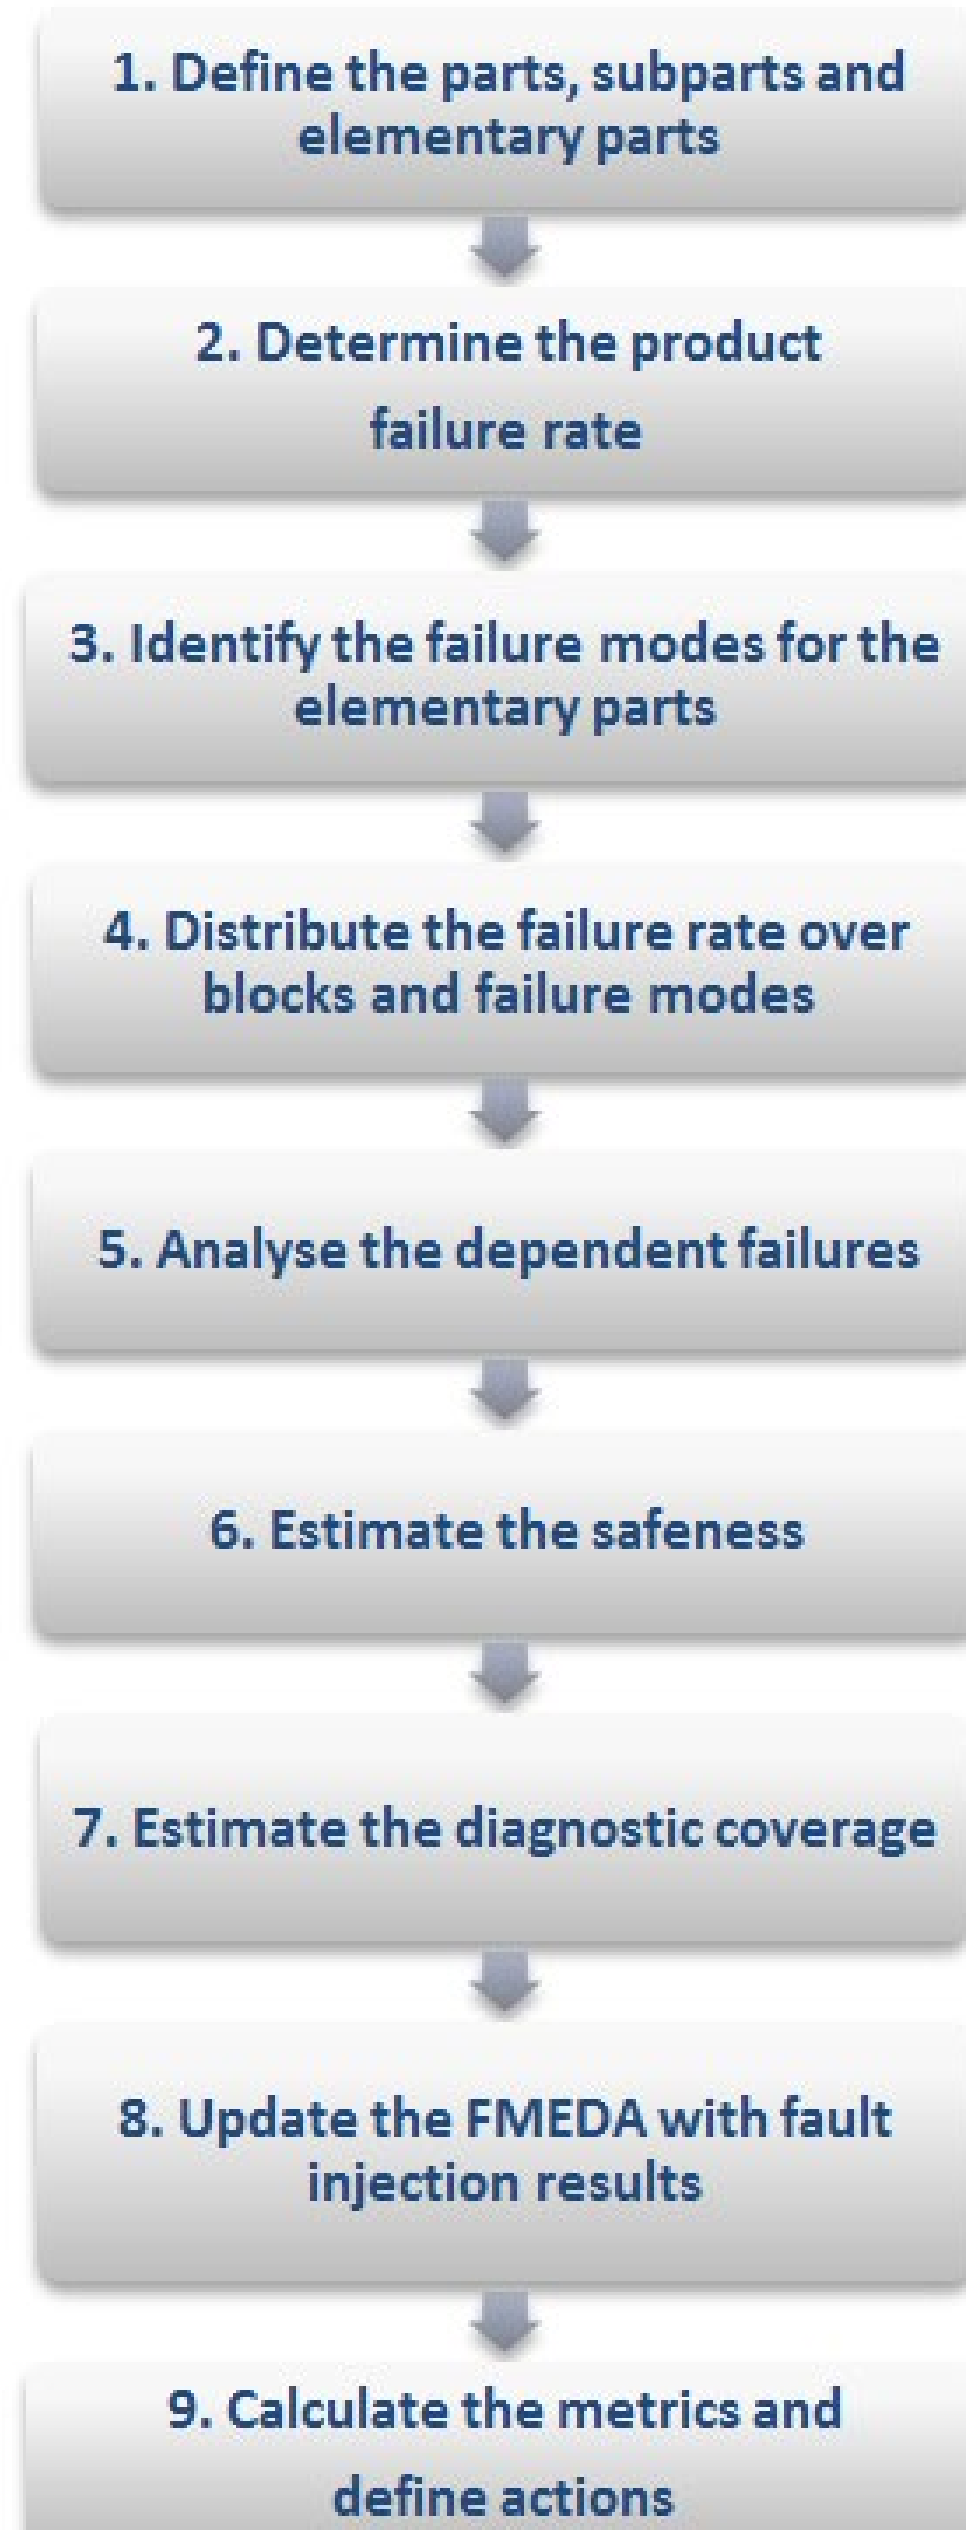 1. Define the parts, subparts and
elementary parts
2. Determine the product
failure rate
3. Identify the failure modes for the
elementary parts
4. Distribute the failure rate over
blocks and failure modes
5. Analyse the dependent failures
6. Estimate the safeness
7. Estimate the diagnostic coverage
8. Update the FMEDA with fault
injection results
9. Calculate the metrics and
define actions